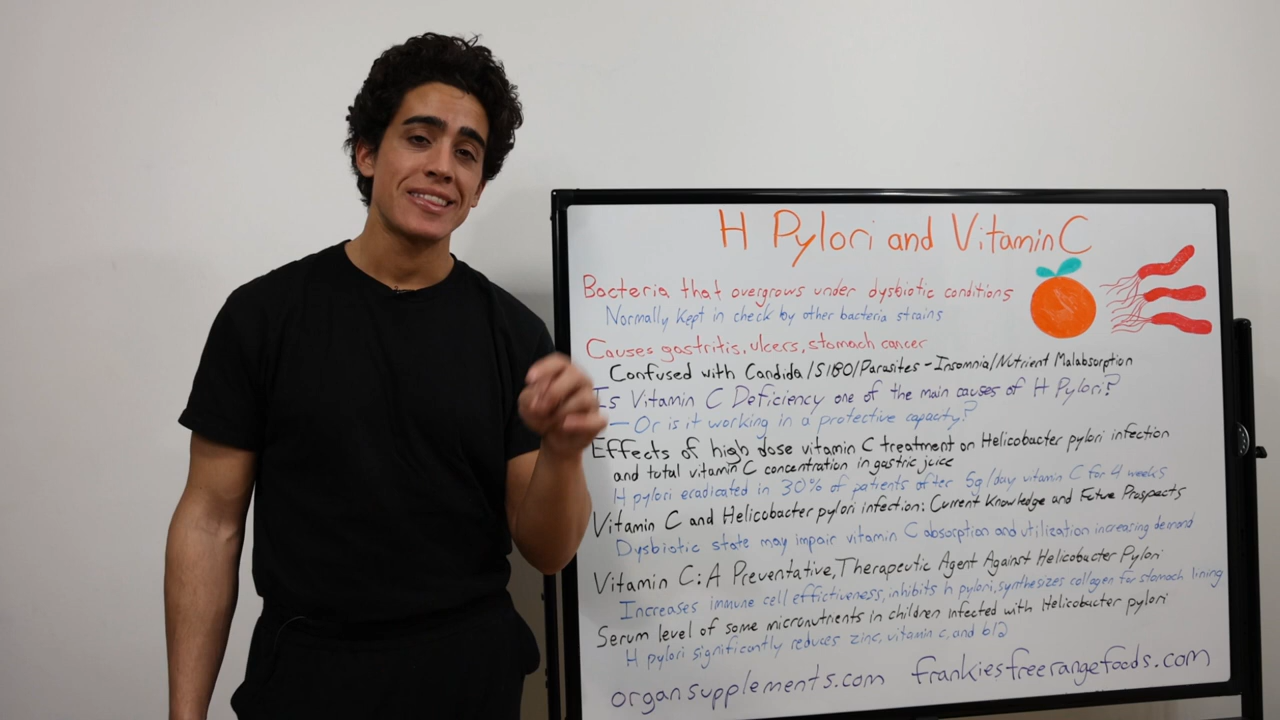 H Pylori and Vitamin C
Bacteria that overgrows under dysbiotic conditions
Normally kept in check by other bacteria strains
Causes gastritis, ulcers, stomach cancer
Confused with Candida/SIBO/Parasites - Insomnia/Nutrient Malabsorption
Is Vitamin C Deficiency one of the main causes of H Pylori?
- Or is it working in a protective capacity?
Effects of high dose vitamin C treatment on Helicobacter pylori infection
and total vitamin C concentration in gastric juice
H pylori eradicated in 30% of patients after 5g/day vitamin C for 4 weeks
Vitamin C and Helicobacter pylori infection: Current Knowledge and Future Prospects
Dysbiotic state may impair vitamin C absorption and utilization increasing demand
Vitamin C: A Preventative, Therapeutic Agent Against Helicobacter Pylori
Increases immune cell effictiveness, inhibits h pylori, synthesizes collagen for stomach lining
Serum level of some micronutrients in children infected with Helicobacter pylori
H pylori significantly reduces zinc, vitamin c, and b12
organsupplements.com frankiesfreerangefoods.com